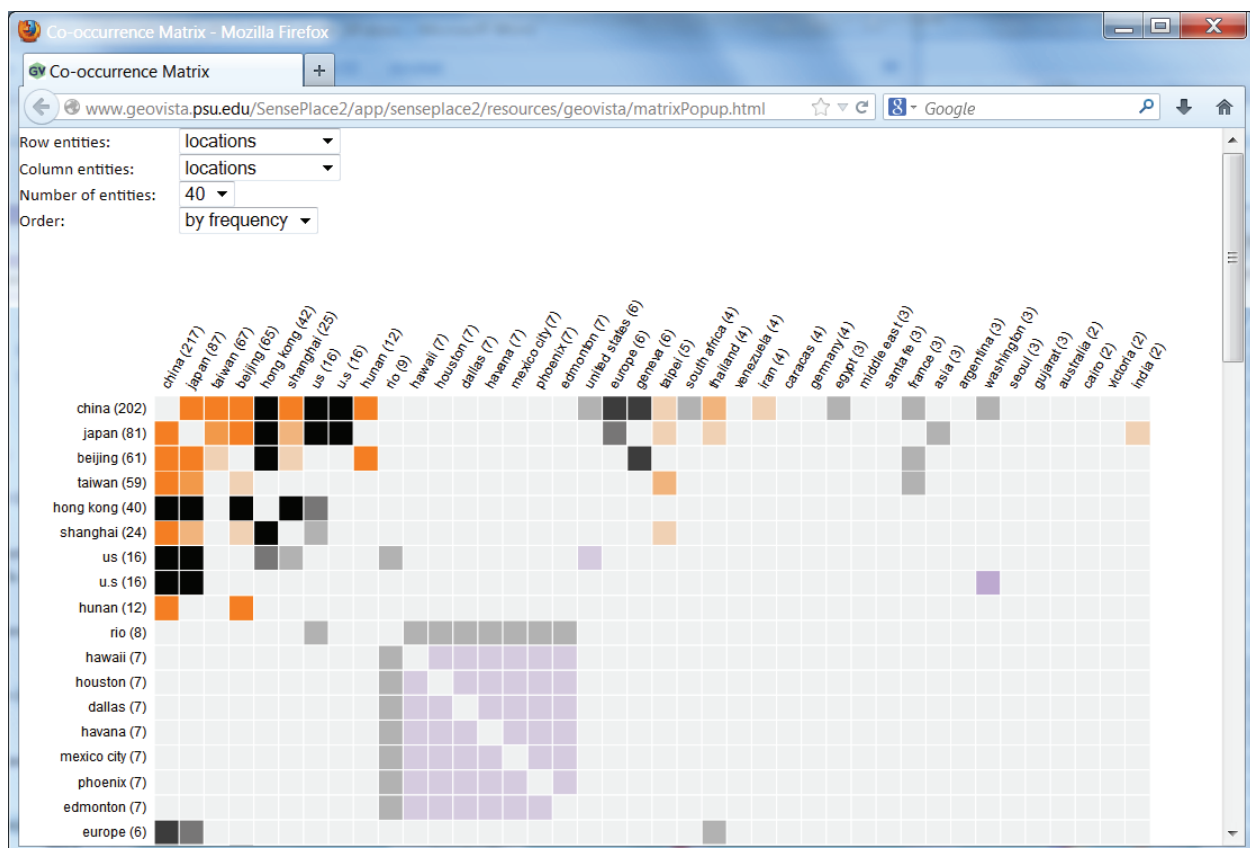 Co-occurrence Matrix - Mozilla Firefox
GV Co-occurrence Matrix +
www.geovista.psu.edu/SensePlace2/app/senseplace2/resources/geovista/matrixPopup.html
8 Google
Row entities: locations
Column entities: locations
Number of entities: 40
Order: by frequency
china (217)
japan (87)
taiwan (67)
beijing (65)
hong kong (42)
shanghai (25)
us (16)
u.s (16)
hunan (12)
rio (9)
hawaii (7)
houston (7)
dallas (7)
havana (7)
mexico city (7)
phoenix (7)
edmonton (7)
united states (6)
europe (6)
geneva (6)
taipei (5)
south africa (4)
thailand (4)
venezuela (4)
iran (4)
caracas (4)
germany (4)
egypt (3)
middle east (3)
santa fe (3)
france (3)
asia (3)
argentina (3)
washington (3)
seoul (3)
gujarat (3)
australia (2)
cairo (2)
victoria (2)
india (2)
china (202)
japan (81)
beijing (61)
taiwan (59)
hong kong (40)
shanghai (24)
us (16)
u.s (16)
hunan (12)
rio (8)
hawaii (7)
houston (7)
dallas (7)
havana (7)
mexico city (7)
phoenix (7)
edmonton (7)
europe (6)